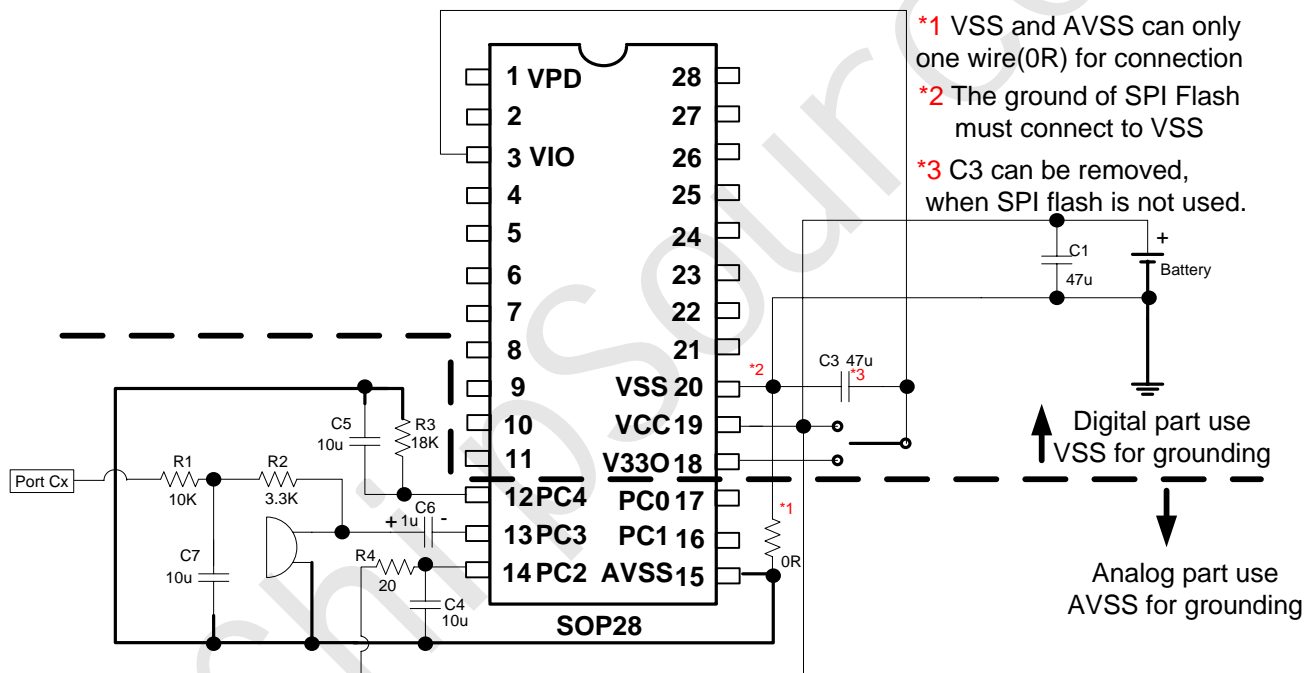 *1 VSS and AVSS can only
one wire(0R) for connection
*2 The ground of SPI Flash
must connect to VSS
*3 C3 can be removed,
when SPI flash is not used.
1 VPD
2
3 VIO
4
5
6
7
8
9
10
11
12 PC4
13 PC3
14 PC2
28
27
26
25
24
23
22
21
VSS 20
VCC 19
V33O 18
PC0 17
PC1 16
AVSS 15
SOP28
C1
47u
+
Battery
C3 47u
*2
*3
*1
0R
Digital part use
VSS for grounding
Analog part use
AVSS for grounding
Port Cx
R1
10K
R2
3.3K
C5
10u
R3
18K
C6
+ 1u -
C7
10u
R4
20
C4
10u
ChipSourc